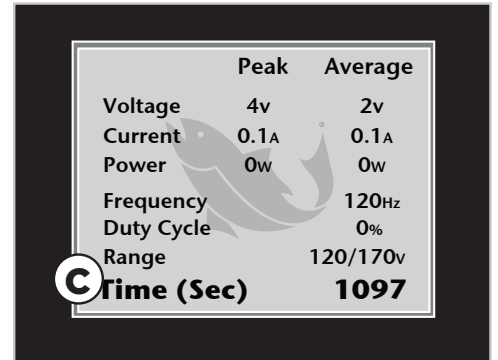 Peak Average
Voltage 4v 2v
Current 0.1A 0.1A
Power 0w 0w
Frequency 120Hz
Duty Cycle 0%
Range 120/170v
C Time (Sec) 1097